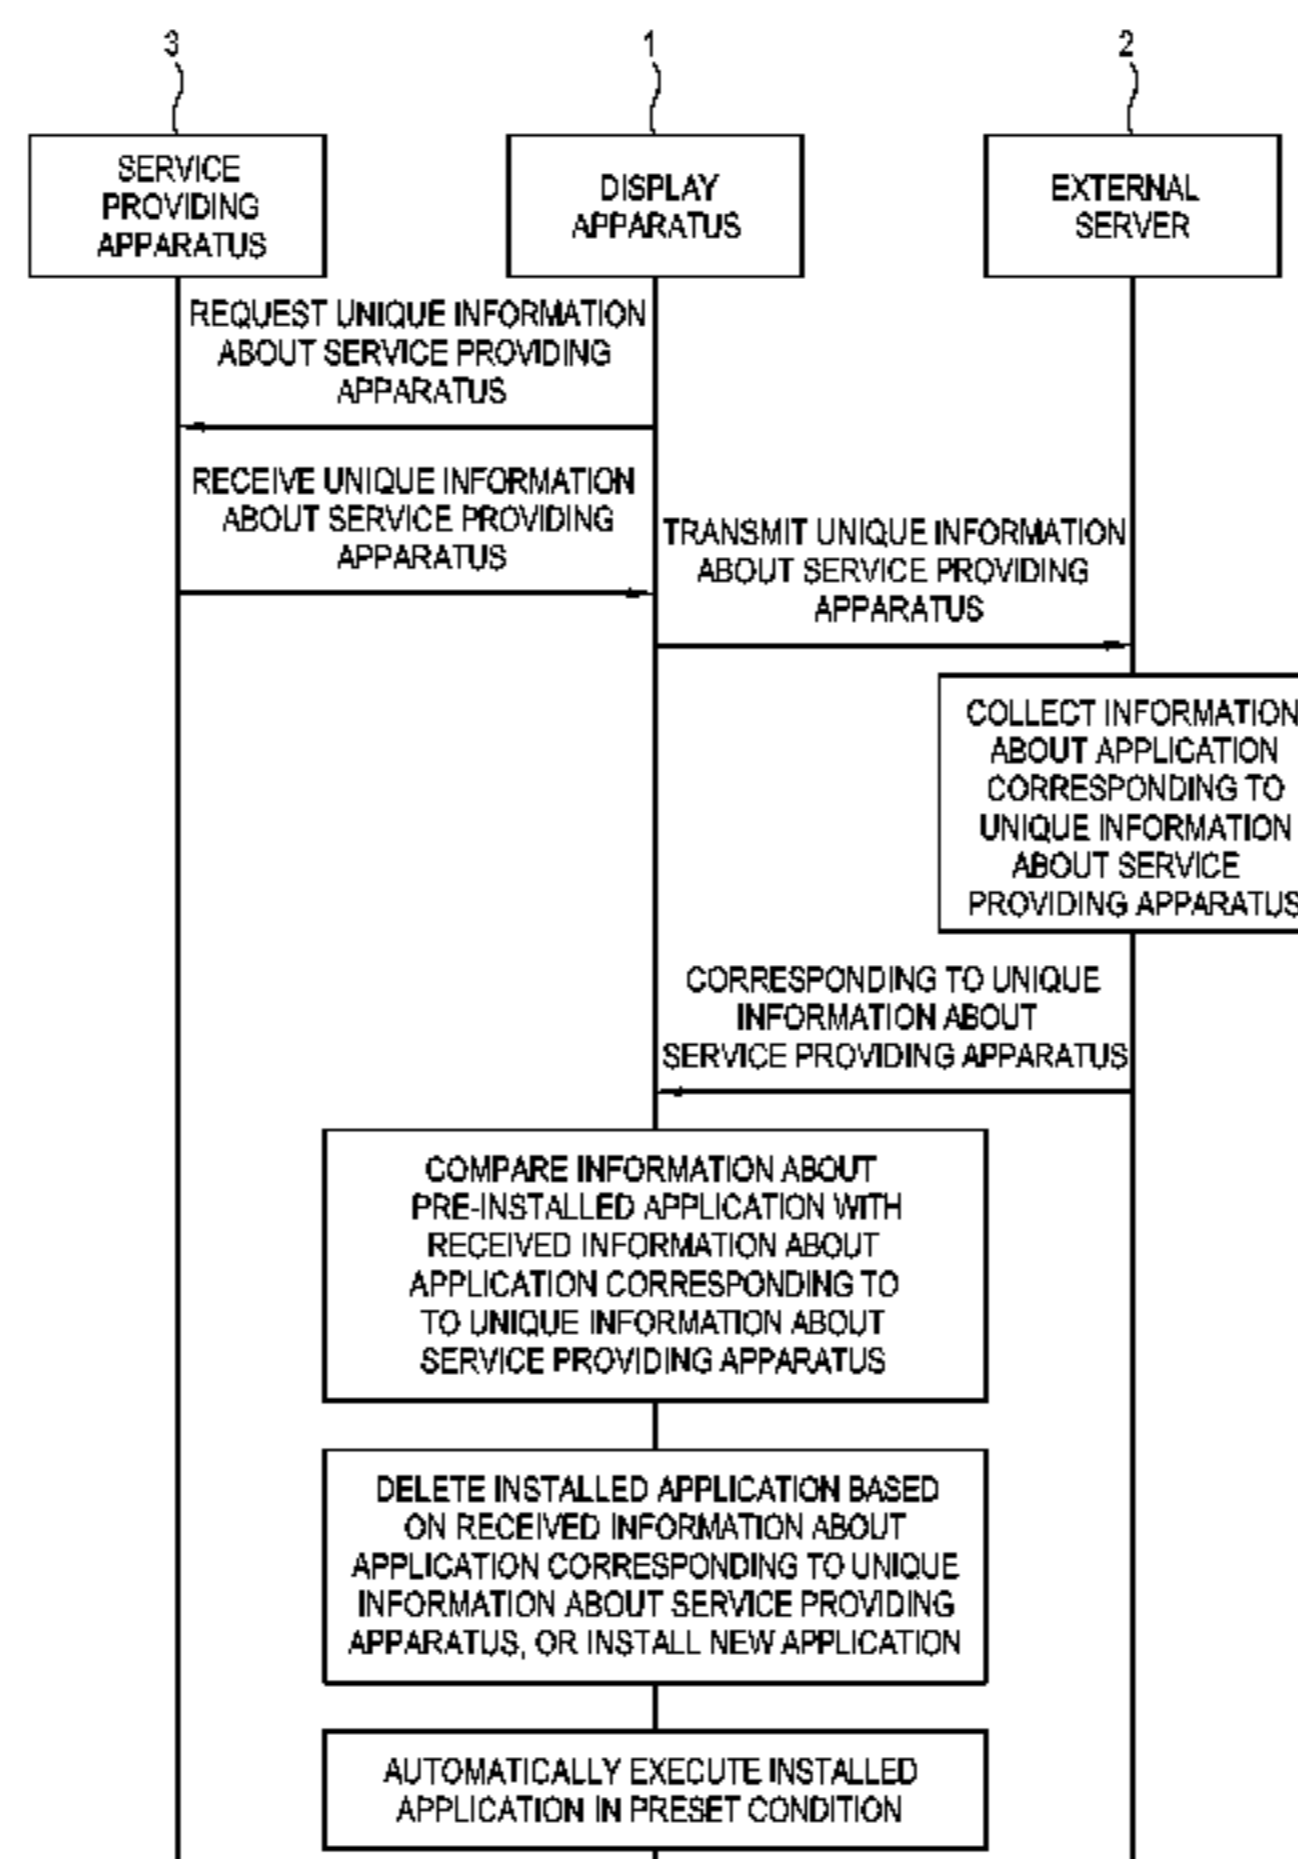 3
1
2
SERVICE
PROVIDING
APPARATUS
DISPLAY
APPARATUS
EXTERNAL
SERVER
REQUEST UNIQUE INFORMATION
ABOUT SERVICE PROVIDING
APPARATUS
RECEIVE UNIQUE INFORMATION
ABOUT SERVICE PROVIDING
APPARATUS
TRANSMIT UNIQUE INFORMATION
ABOUT SERVICE PROVIDING
APPARATUS
COLLECT INFORMATION
ABOUT APPLICATION
CORRESPONDING TO
UNIQUE INFORMATION
ABOUT SERVICE
PROVIDING APPARATUS
CORRESPONDING TO UNIQUE
INFORMATION ABOUT
SERVICE PROVIDING APPARATUS
COMPARE INFORMATION ABOUT
PRE-INSTALLED APPLICATION WITH
RECEIVED INFORMATION ABOUT
APPLICATION CORRESPONDING TO
TO UNIQUE INFORMATION ABOUT
SERVICE PROVIDING APPARATUS
DELETE INSTALLED APPLICATION BASED
ON RECEIVED INFORMATION ABOUT
APPLICATION CORRESPONDING TO UNIQUE
INFORMATION ABOUT SERVICE PROVIDING
APPARATUS, OR INSTALL NEW APPLICATION
AUTOMATICALLY EXECUTE INSTALLED
APPLICATION IN PRESET CONDITION